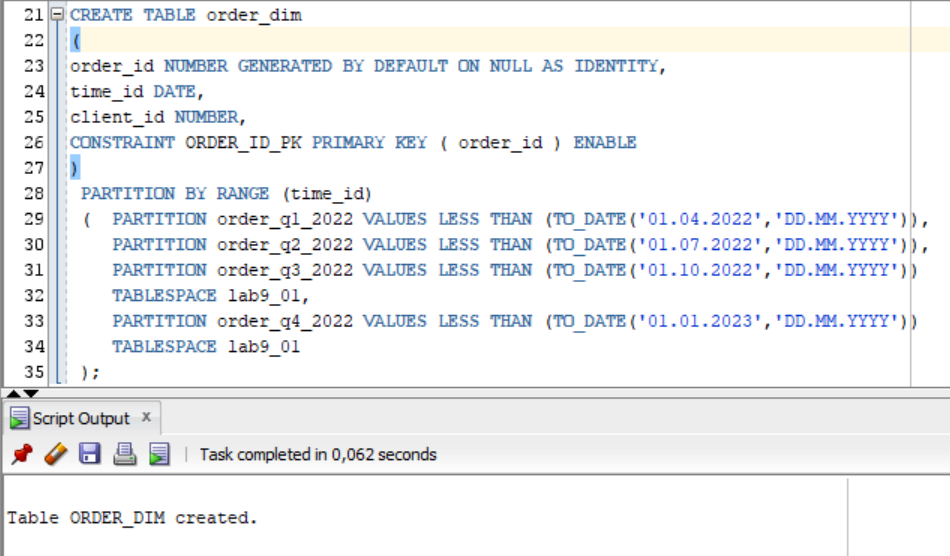 21 CREATE TABLE order_dim
22 (
23 order_id NUMBER GENERATED BY DEFAULT ON NULL AS IDENTITY,
24 time_id DATE,
25 client_id NUMBER,
26 CONSTRAINT ORDER_ID_PK PRIMARY KEY ( order_id ) ENABLE
27 )
28 PARTITION BY RANGE (time_id)
29 ( PARTITION order_q1_2022 VALUES LESS THAN (TO_DATE('01.04.2022','DD.MM.YYYY')),
30 PARTITION order_q2_2022 VALUES LESS THAN (TO_DATE('01.07.2022','DD.MM.YYYY')),
31 PARTITION order_q3_2022 VALUES LESS THAN (TO_DATE('01.10.2022','DD.MM.YYYY'))
32 TABLESPACE lab9_01,
33 PARTITION order_q4_2022 VALUES LESS THAN (TO_DATE('01.01.2023','DD.MM.YYYY'))
34 TABLESPACE lab9_01
35 );
Script Output x
Task completed in 0,062 seconds
Table ORDER_DIM created.